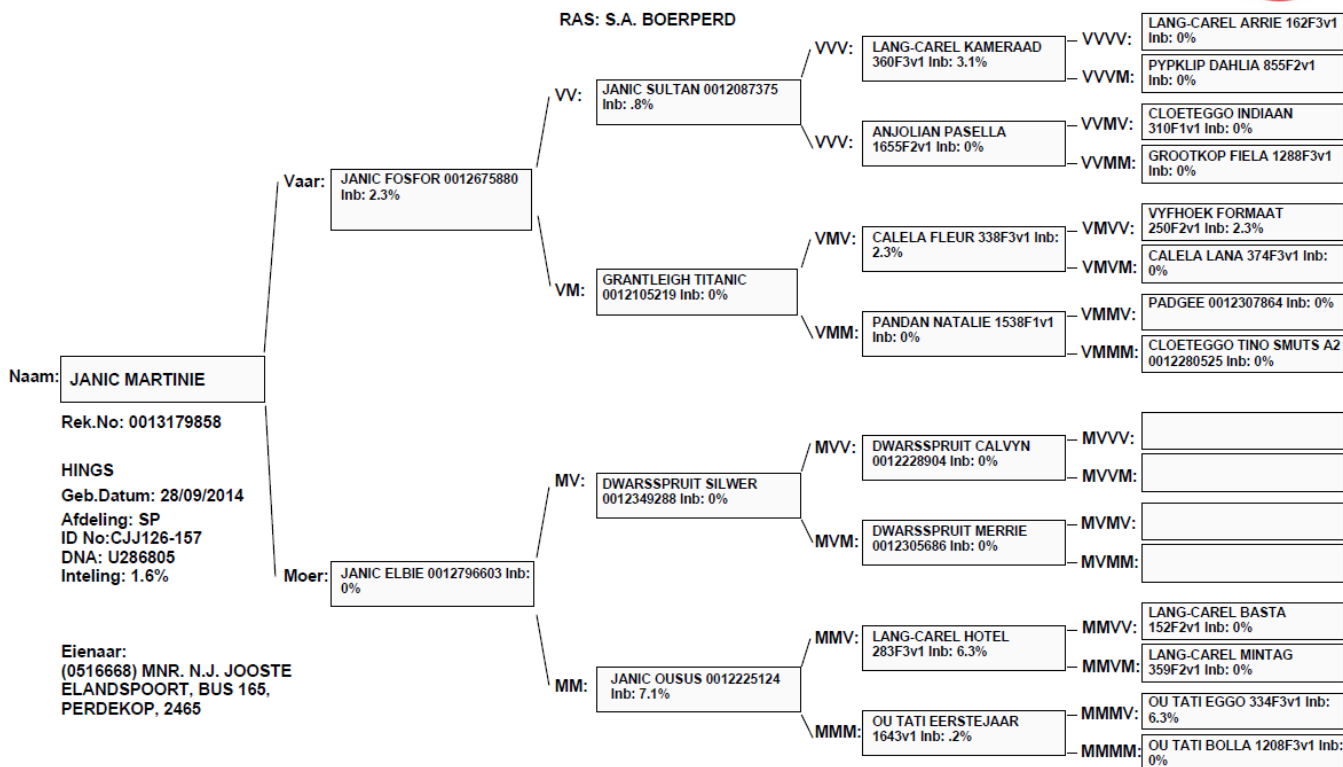 RAS: S.A. BOERPERD
Naam:
JANIC MARTINIE
Rek.No: 0013179858
HINGS
Geb.Datum: 28/09/2014
Afdeling: SP
ID No:CJJ126-157
DNA: U286805
Inteling: 1.6%
Eienaar:
(0516668) MNR. N.J. JOOSTE
ELANDSPOORT, BUS 165,
PERDEKOP, 2465
Vaar:
JANIC FOSFOR 0012675880
Inb: 2.3%
Moer:
JANIC ELBIE 0012796603 Inb:
0%
VV:
JANIC SULTAN 0012087375
Inb: .8%
VM:
GRANTLEIGH TITANIC
0012105219 Inb: 0%
MV:
DWARSSPRUIT SILWER
0012349288 Inb: 0%
MM:
JANIC OUSUS 0012225124
Inb: 7.1%
VVV:
LANG-CAREL KAMERAAD
360F3v1 Inb: 3.1%
VVV:
ANJOLIAN PASELLA
1655F2v1 Inb: 0%
VMV:
CALELA FLEUR 338F3v1 Inb:
2.3%
VMM:
PANDAN NATALIE 1538F1v1
Inb: 0%
MVV:
DWARSSPRUIT CALVYN
0012228904 Inb: 0%
MVM:
DWARSSPRUIT MERRIE
0012305686 Inb: 0%
MMV:
LANG-CAREL HOTEL
283F3v1 Inb: 6.3%
MMM:
OU TATI EERSTEJAAR
1643v1 Inb: .2%
VVVV:
LANG-CAREL ARRIE 162F3v1
Inb: 0%
VVVM:
PYPKLIP DAHLIA 855F2v1
Inb: 0%
VVMV:
CLOETEGGO INDIAAN
310F1v1 Inb: 0%
VVMM:
GROOTKOP FIELA 1288F3v1
Inb: 0%
VMVV:
VYFHOEK FORMAAT
250F2v1 Inb: 2.3%
VMVM:
CALELA LANA 374F3v1 Inb:
0%
VMMV:
PADGEE 0012307864 Inb: 0%
VMMM:
CLOETEGGO TINO SMUTS A2
0012280525 Inb: 0%
MVVV:
MVVM:
MVMV:
MVMM:
MMVV:
LANG-CAREL BASTA
152F2v1 Inb: 0%
MMVM:
LANG-CAREL MINTAG
359F2v1 Inb: 0%
MMMV:
OU TATI EGGO 334F3v1 Inb:
6.3%
MMMM:
OU TATI BOLLA 1208F3v1 Inb:
0%